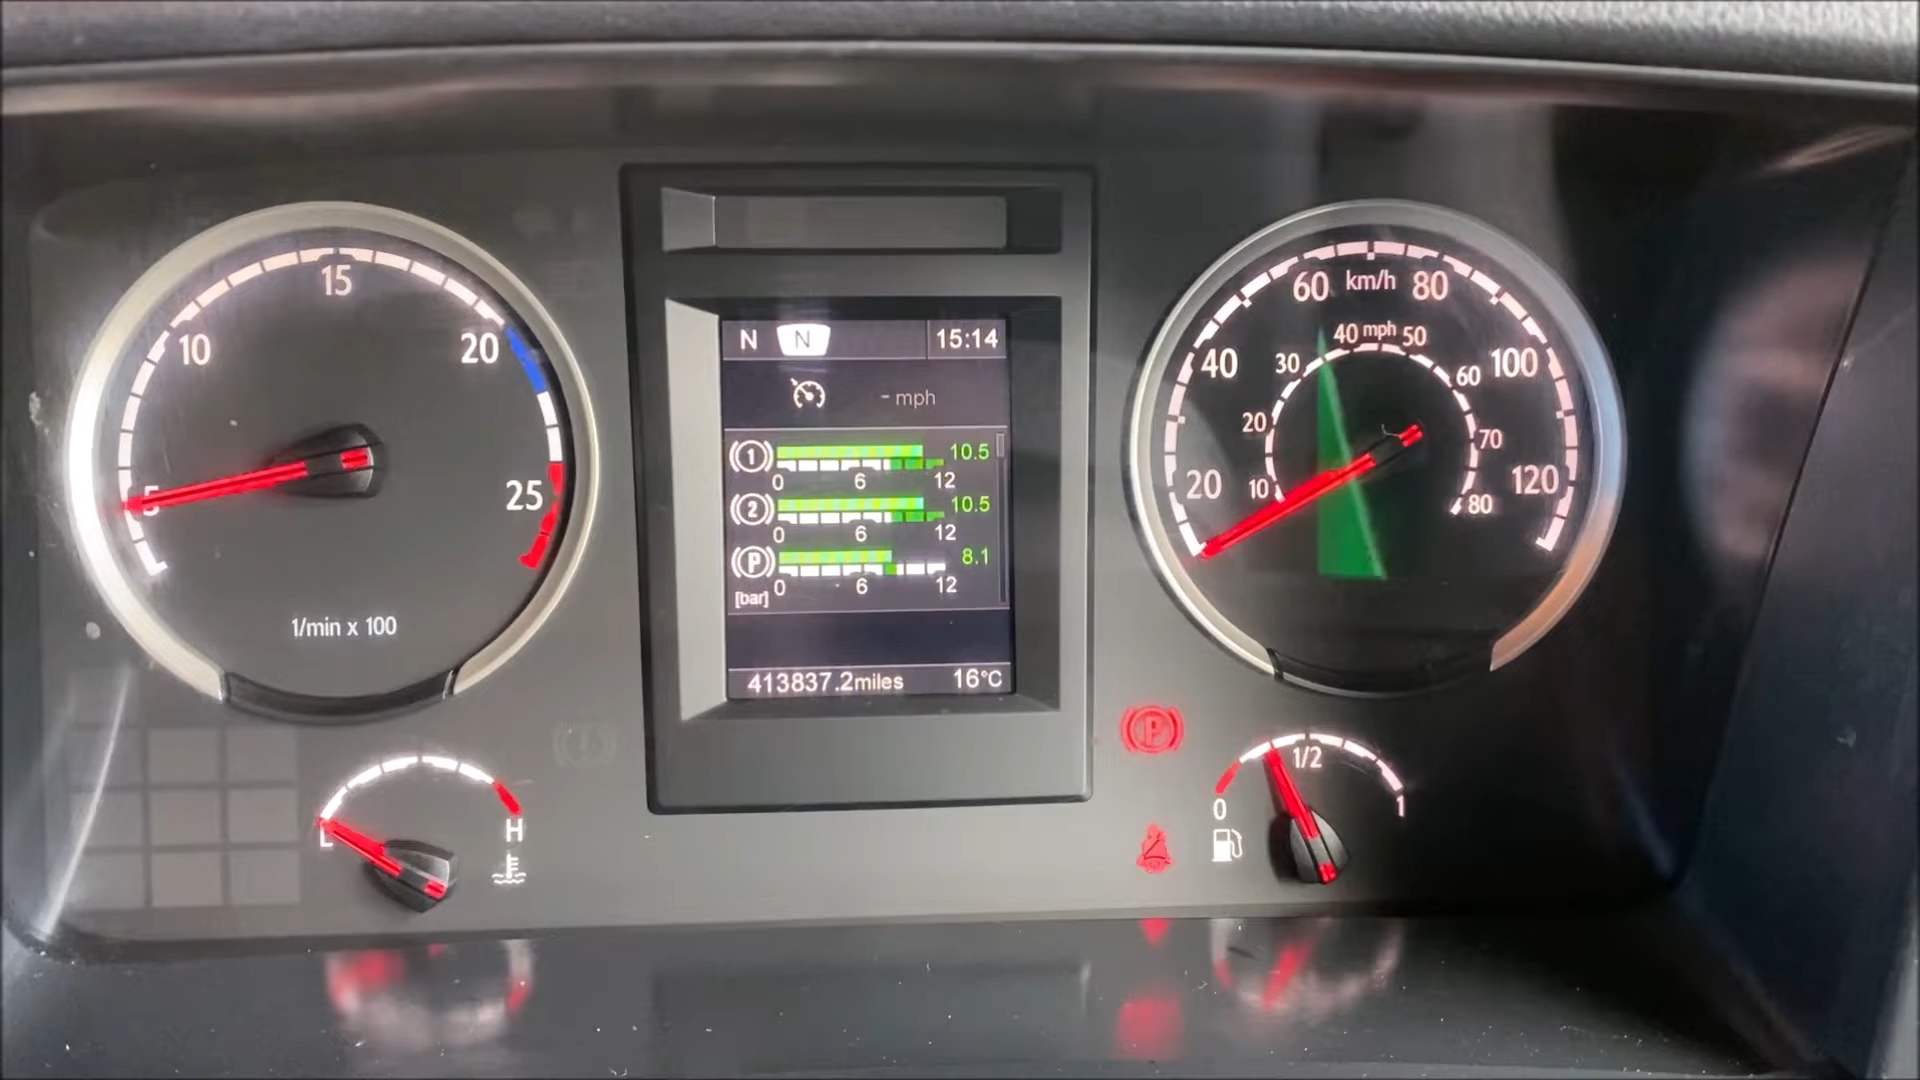 15
10
20
5
25
1/min x 100
H
L
N N 15:14
- mph
1 10.5
0 6 12
2 10.5
0 6 12
P 8.1
0 6 12
[bar]
413837.2miles 16°C
60 km/h 80
40 100
20 120
40 mph 50
30 60
20 70
10 80
P
1/2
0 1